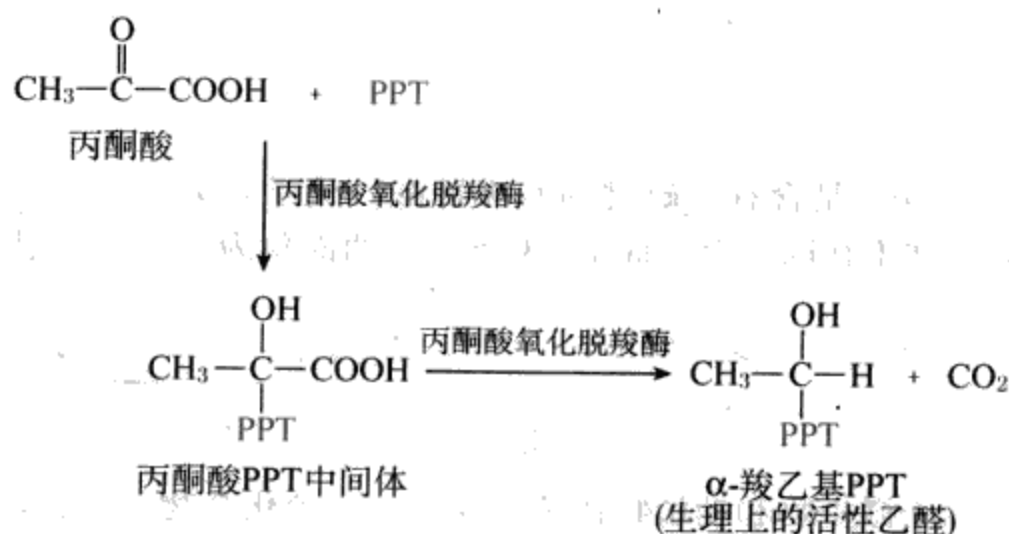 O
CH₃—C—COOH + PPT
丙酮酸
丙酮酸氧化脱羧酶
OH
CH₃—C—COOH
PPT
丙酮酸PPT中间体
丙酮酸氧化脱羧酶
OH
CH₃—C—H + CO₂
PPT
α-羧乙基PPT
(生理上的活性乙醛)